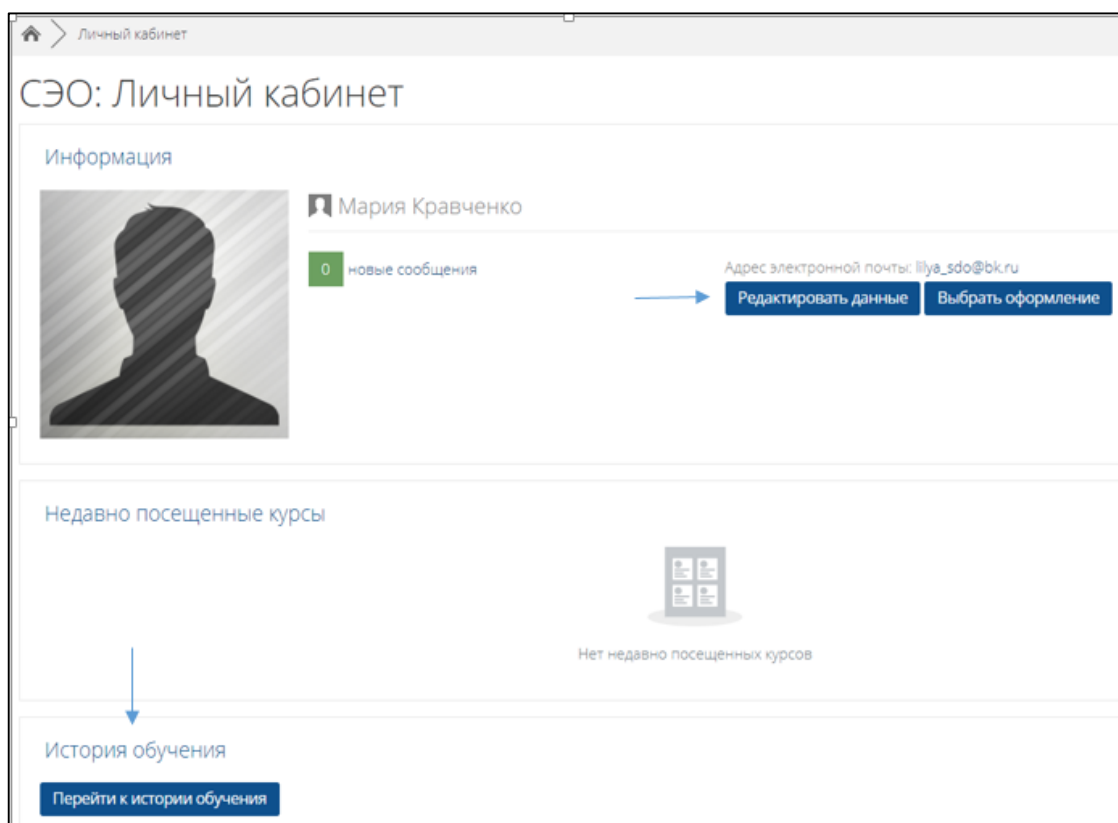 Личный кабинет
СЭО: Личный кабинет
Информация
Мария Кравченко
0 новые сообщения
Адрес электронной почты: lilya_sdo@bk.ru
Редактировать данные Выбрать оформление
Недавно посещенные курсы
Нет недавно посещенных курсов
История обучения
Перейти к истории обучения